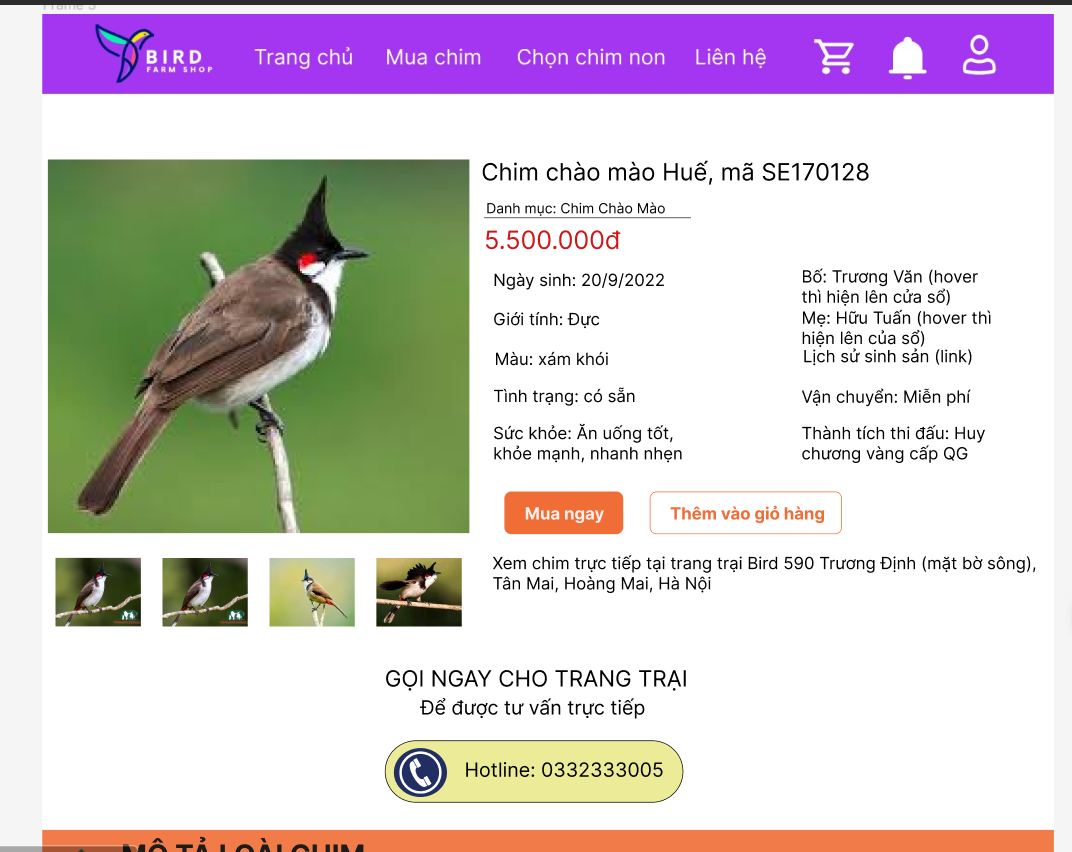 Frame 3
BIRD
FARM SHOP
Trang chủ
Mua chim
Chọn chim non
Liên hệ
Chim chào mào Huế, mã SE170128
Danh mục: Chim Chào Mào
5.500.000đ
Ngày sinh: 20/9/2022
Giới tính: Đực
Màu: xám khói
Tình trạng: có sẵn
Sức khỏe: Ăn uống tốt,
khỏe mạnh, nhanh nhẹn
Bố: Trương Văn (hover
thì hiện lên cửa sổ)
Mẹ: Hữu Tuấn (hover thì
hiện lên của sổ)
Lịch sử sinh sản (link)
Vận chuyển: Miễn phí
Thành tích thi đấu: Huy
chương vàng cấp QG
Mua ngay
Thêm vào giỏ hàng
Xem chim trực tiếp tại trang trại Bird 590 Trương Định (mặt bờ sông),
Tân Mai, Hoàng Mai, Hà Nội
GỌI NGAY CHO TRANG TRẠI
Để được tư vấn trực tiếp
Hotline: 0332333005
MÔ TẢ LOÀI CHIM